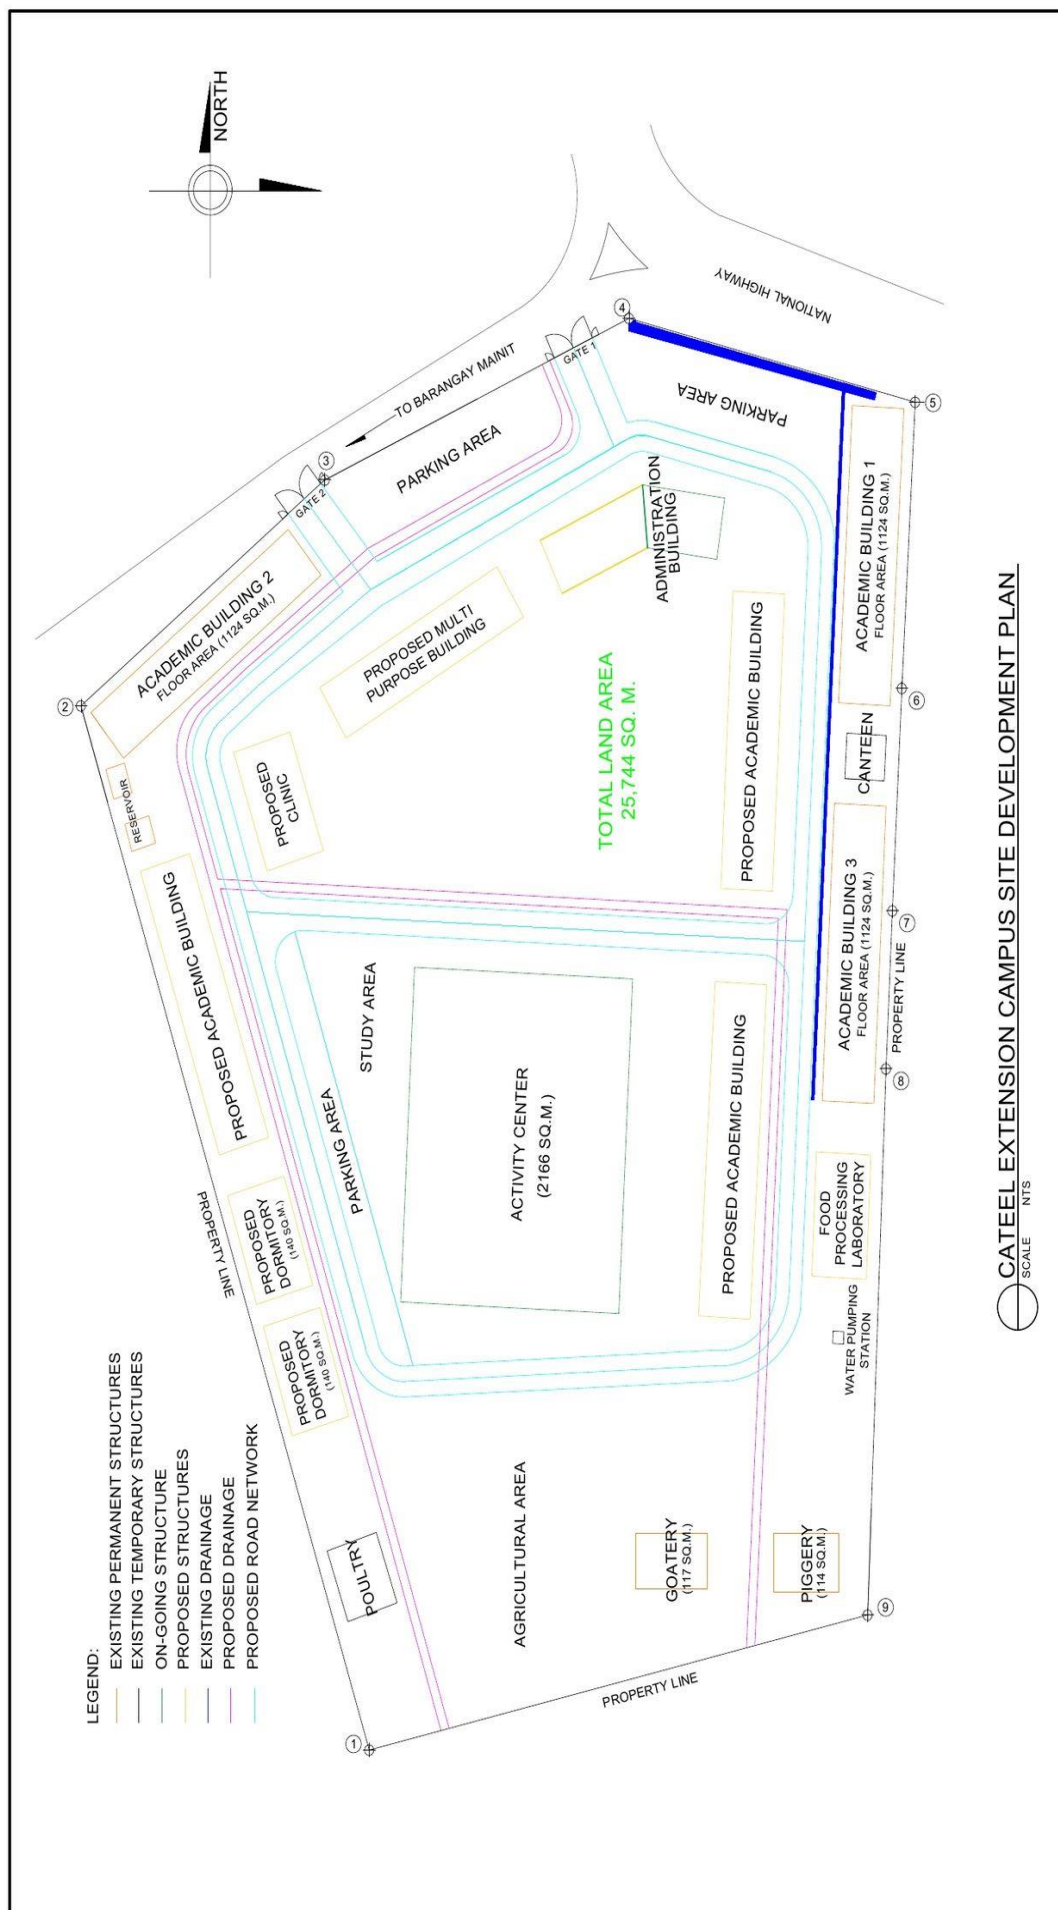 LEGEND:
EXISTING PERMANENT STRUCTURES
EXISTING TEMPORARY STRUCTURES
ON-GOING STRUCTURE
PROPOSED STRUCTURES
EXISTING DRAINAGE
PROPOSED DRAINAGE
PROPOSED ROAD NETWORK
NORTH
1
2
3
4
5
6
7
8
9
RESERVOIR
ACADEMIC BUILDING 2
FLOOR AREA (1124 SQ.M.)
GATE 2
TO BARANGAY MAINIT
PARKING AREA
GATE 1
NATIONAL HIGHWAY
PARKING AREA
PROPERTY LINE
PROPOSED ACADEMIC BUILDING
PROPOSED
CLINIC
PROPOSED MULTI
PURPOSE BUILDING
ADMINISTRATION
BUILDING
PROPOSED
DORMITORY
(140 SQ.M.)
PROPOSED
DORMITORY
(140 SQ.M.)
POULTRY
PARKING AREA
STUDY AREA
ACTIVITY CENTER
(2166 SQ.M.)
TOTAL LAND AREA
25,744 SQ. M.
AGRICULTURAL AREA
PROPOSED ACADEMIC BUILDING
PROPOSED ACADEMIC BUILDING
GOATERY
(117 SQ.M.)
PIGGERY
(114 SQ.M.)
PROPERTY LINE
WATER PUMPING
STATION
FOOD
PROCESSING
LABORATORY
ACADEMIC BUILDING 3
FLOOR AREA (1124 SQ.M.)
CANTEEN
ACADEMIC BUILDING 1
FLOOR AREA (1124 SQ.M.)
PROPERTY LINE
CATEEL EXTENSION CAMPUS SITE DEVELOPMENT PLAN
SCALE NTS